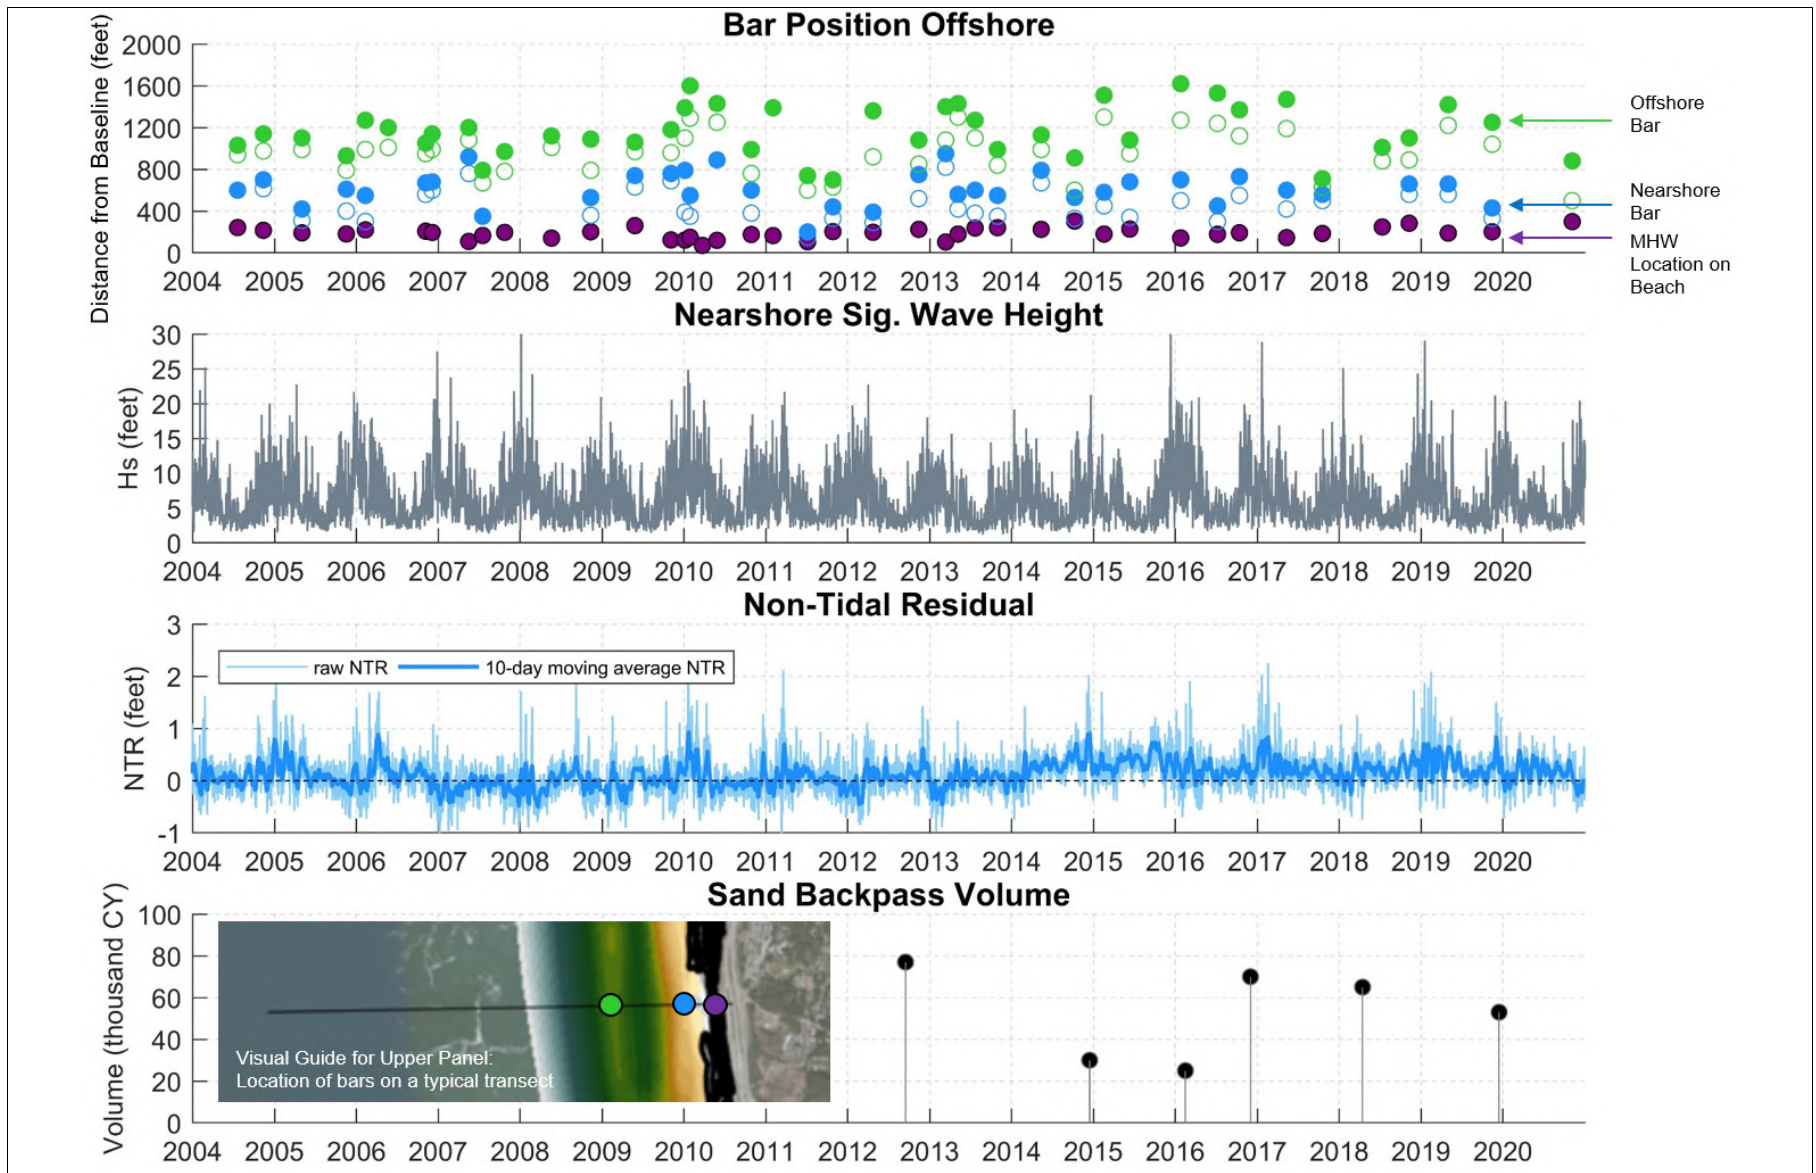 Bar Position Offshore
Distance from Baseline (feet)
2000
1600
1200
800
400
0
2004 2005 2006 2007 2008 2009 2010 2011 2012 2013 2014 2015 2016 2017 2018 2019 2020
Offshore
Bar
Nearshore
Bar
MHW
Location on
Beach
Nearshore Sig. Wave Height
Hs (feet)
30
25
20
15
10
5
0
2004 2005 2006 2007 2008 2009 2010 2011 2012 2013 2014 2015 2016 2017 2018 2019 2020
Non-Tidal Residual
NTR (feet)
3
2
1
0
-1
raw NTR 10-day moving average NTR
2004 2005 2006 2007 2008 2009 2010 2011 2012 2013 2014 2015 2016 2017 2018 2019 2020
Sand Backpass Volume
Volume (thousand CY)
100
80
60
40
20
0
Visual Guide for Upper Panel:
Location of bars on a typical transect
2004 2005 2006 2007 2008 2009 2010 2011 2012 2013 2014 2015 2016 2017 2018 2019 2020